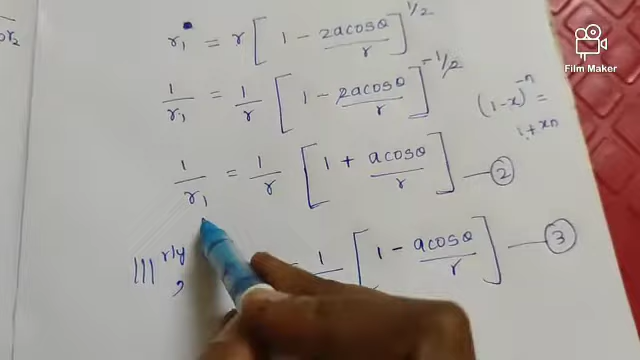 r₁ = r [ 1 - 2acosθ/r ]^1/2
1/r₁ = 1/r [ 1 - 2acosθ/r ]^-1/2
(1-x)^-n =
1+xn
1/r₁ = 1/r [ 1 + acosθ/r ] — ②
|||rly, = 1/ [ 1 - acosθ/r ] — ③
Film Maker